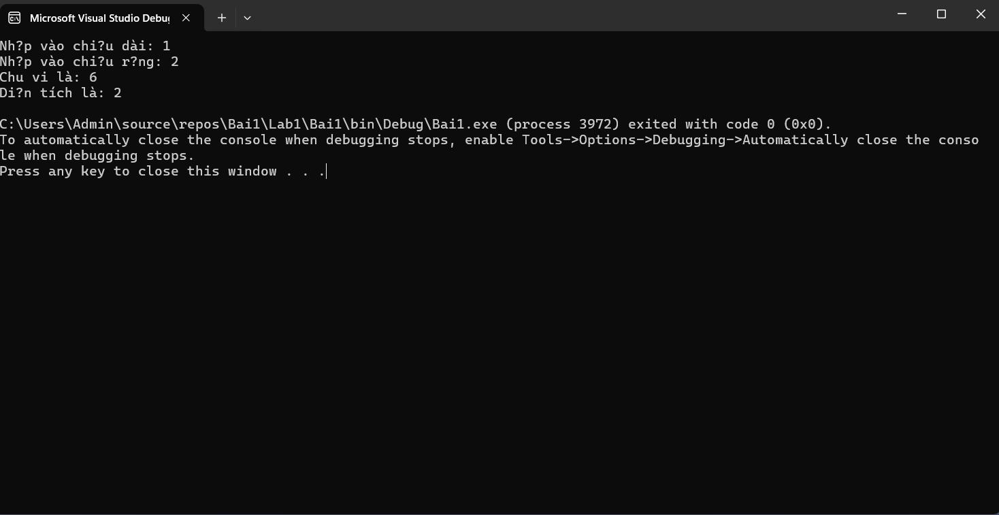 Microsoft Visual Studio Debu
Nh?p vào chi?u dài: 1
Nh?p vào chi?u r?ng: 2
Chu vi là: 6
Di?n tích là: 2
C:\Users\Admin\source\repos\Bai1\Lab1\Bai1\bin\Debug\Bai1.exe (process 3972) exited with code 0 (0x0).
To automatically close the console when debugging stops, enable Tools->Options->Debugging->Automatically close the conso
le when debugging stops.
Press any key to close this window . . .